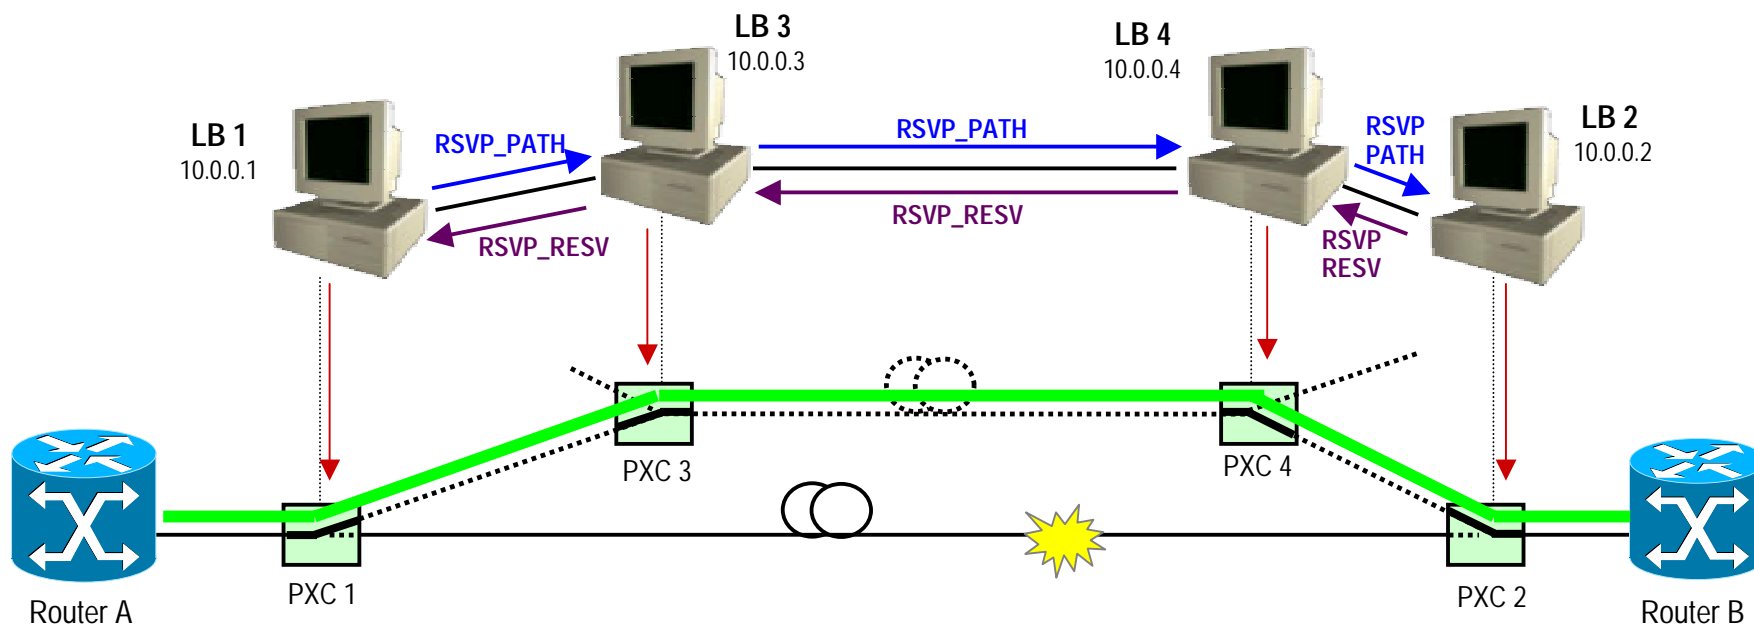 LB 3
10.0.0.3
LB 4
10.0.0.4
LB 1
10.0.0.1
LB 2
10.0.0.2
RSVP_PATH
RSVP_PATH
RSVP
PATH
RSVP_RESV
RSVP_RESV
RSVP
RESV
PXC 3
PXC 4
PXC 1
PXC 2
Router A
Router B